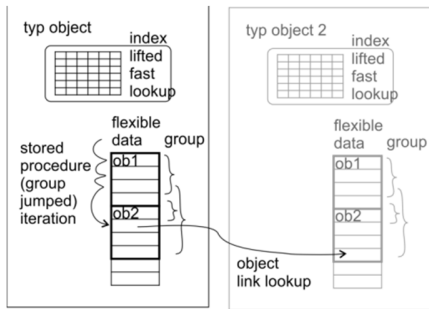 typ object
index
lifted
fast
lookup
flexible
data
group
stored
procedure
(group
jumped)
iteration
ob1
ob2
typ object 2
index
lifted
fast
lookup
flexible
data
group
ob1
ob2
object
link lookup